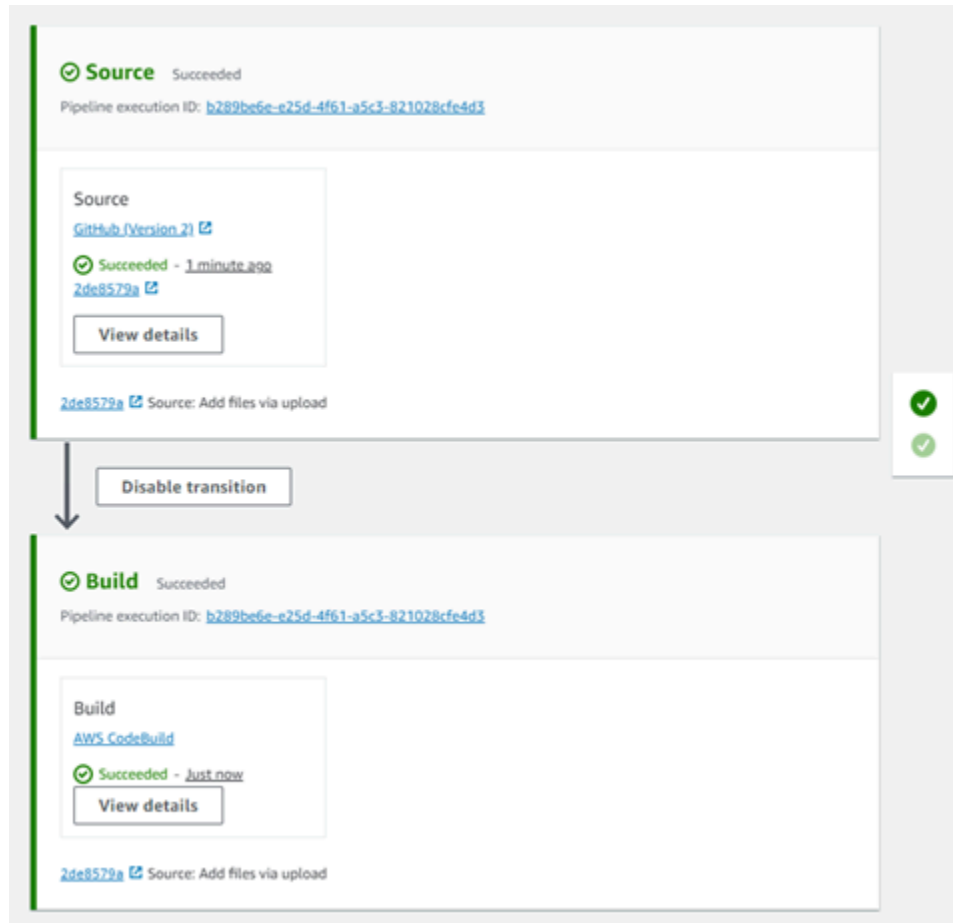 Source Succeeded
Pipeline execution ID: b289be6e-e25d-4f61-a5c3-821028cfe4d3
Source
GitHub (Version 2)
Succeeded - 1 minute ago
2de8579a
View details
2de8579a Source: Add files via upload
Disable transition
Build Succeeded
Pipeline execution ID: b289be6e-e25d-4f61-a5c3-821028cfe4d3
Build
AWS CodeBuild
Succeeded - Just now
View details
2de8579a Source: Add files via upload